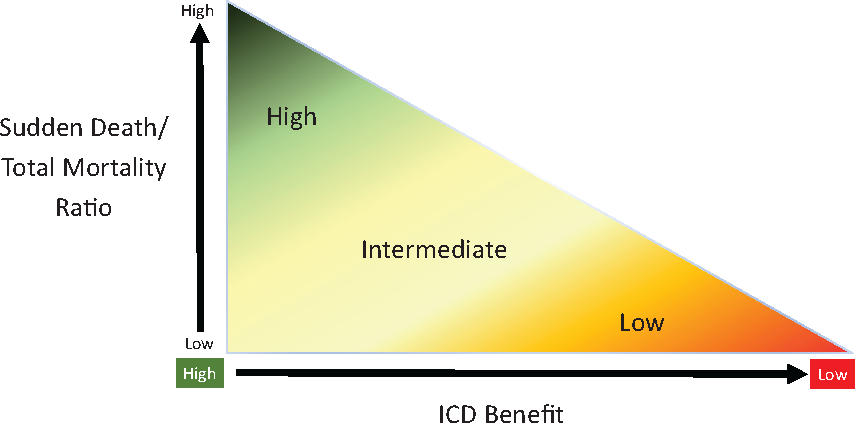 High
Sudden Death/
Total Mortality
Ratio
High
Intermediate
Low
Low
High
Low
ICD Benefit